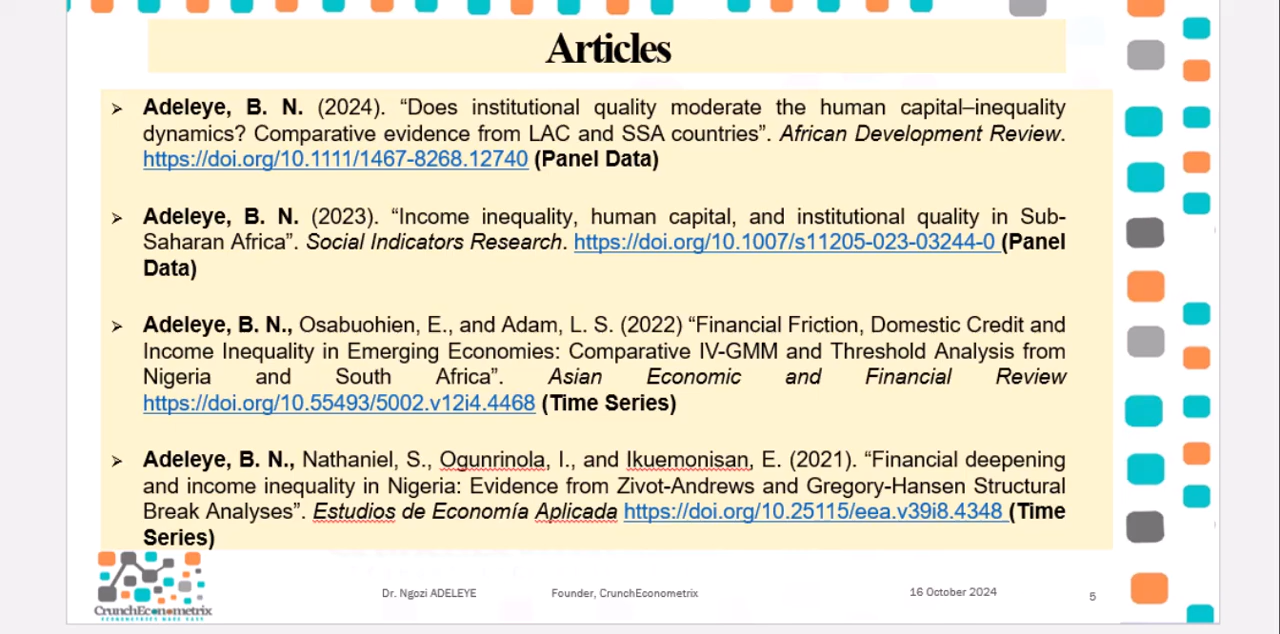 Articles
➢ Adeleye, B. N. (2024). “Does institutional quality moderate the human capital–inequality
dynamics? Comparative evidence from LAC and SSA countries”. African Development Review.
https://doi.org/10.1111/1467-8268.12740 (Panel Data)
➢ Adeleye, B. N. (2023). “Income inequality, human capital, and institutional quality in Sub-
Saharan Africa”. Social Indicators Research. https://doi.org/10.1007/s11205-023-03244-0 (Panel
Data)
➢ Adeleye, B. N., Osabuohien, E., and Adam, L. S. (2022) “Financial Friction, Domestic Credit and
Income Inequality in Emerging Economies: Comparative IV-GMM and Threshold Analysis from
Nigeria and South Africa”. Asian Economic and Financial Review
https://doi.org/10.55493/5002.v12i4.4468 (Time Series)
➢ Adeleye, B. N., Nathaniel, S., Ogunrinola, I., and Ikuemonisan, E. (2021). “Financial deepening
and income inequality in Nigeria: Evidence from Zivot-Andrews and Gregory-Hansen Structural
Break Analyses”. Estudios de Economía Aplicada https://doi.org/10.25115/eea.v39i8.4348 (Time
Series)
CrunchEconometrix
ECONOMETRICS MADE EASY
Dr. Ngozi ADELEYE Founder, CrunchEconometrix 16 October 2024 5